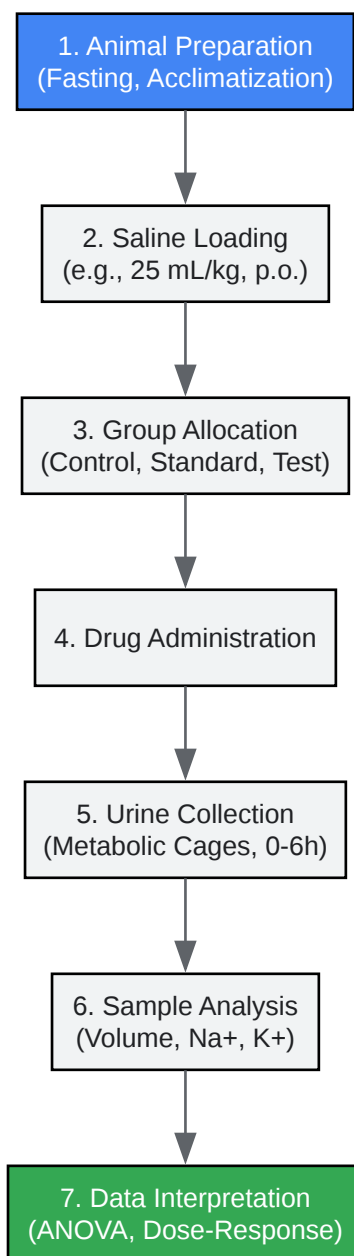 1. Animal Preparation
(Fasting, Acclimatization)
2. Saline Loading
(e.g., 25 mL/kg, p.o.)
3. Group Allocation
(Control, Standard, Test)
4. Drug Administration
5. Urine Collection
(Metabolic Cages, 0-6h)
6. Sample Analysis
(Volume, Na+, K+)
7. Data Interpretation
(ANOVA, Dose-Response)